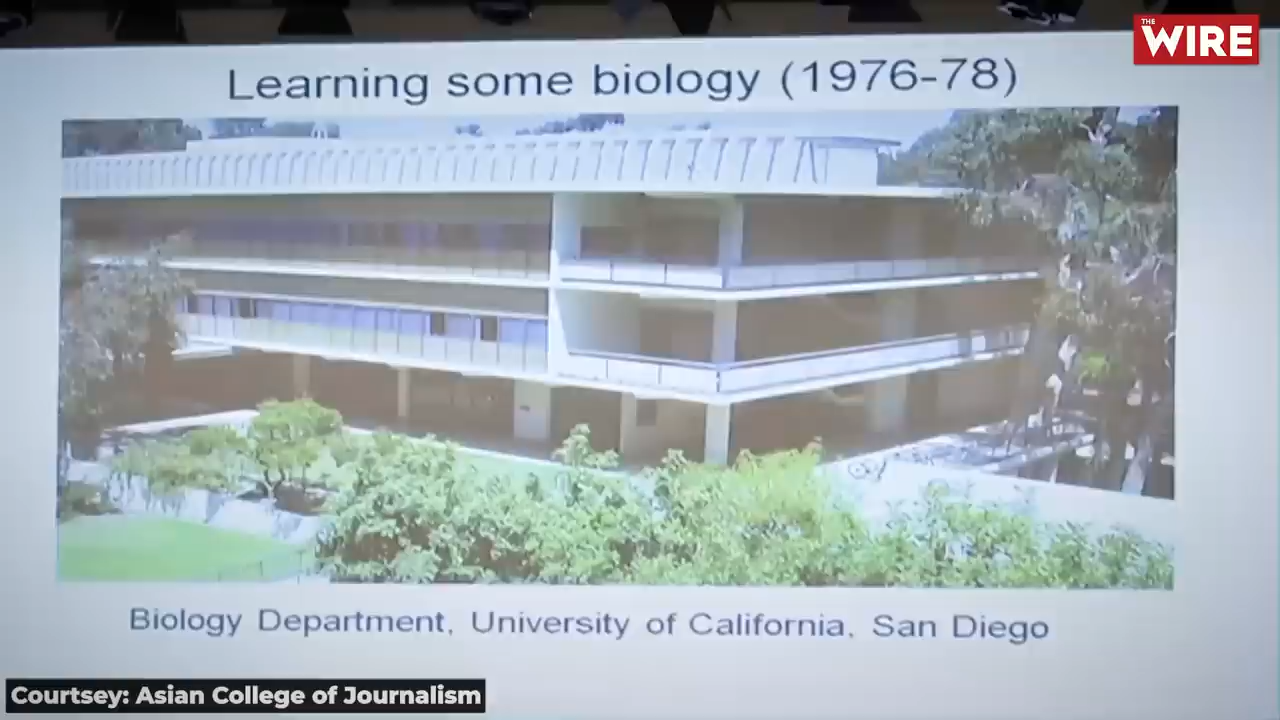 THE
WIRE
Learning some biology (1976-78)
Biology Department, University of California, San Diego
Courtsey: Asian College of Journalism